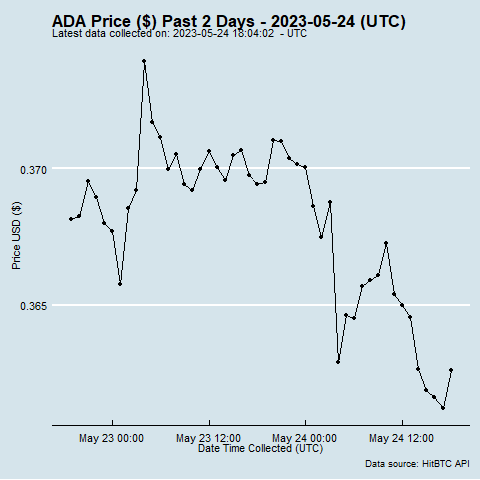 ADA Price ($) Past 2 Days - 2023-05-24 (UTC)
Latest data collected on: 2023-05-24 18:04:02 - UTC
0.370
Price USD ($)
0.365
May 23 00:00 May 23 12:00 May 24 00:00 May 24 12:00
Date Time Collected (UTC)
Data source: HitBTC API